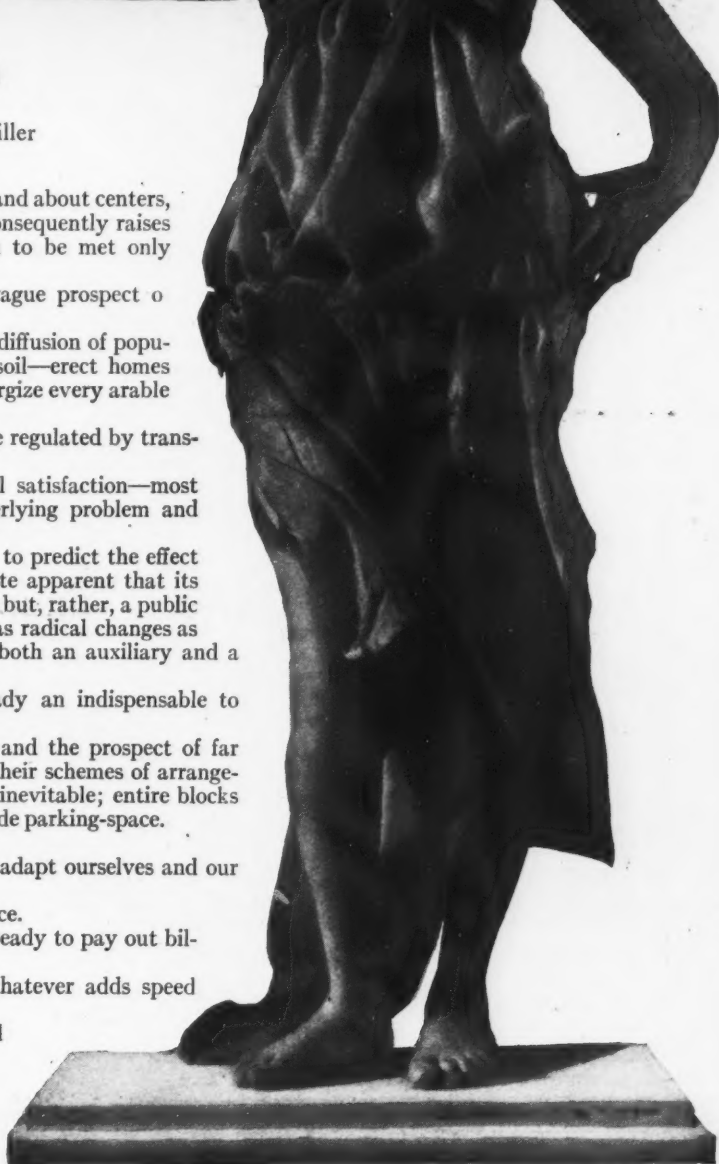 iller
and about centers,
onsequently raises
to be met only
ague prospect o
diffusion of popu-
soil—erect homes
rgize every arable
e regulated by trans-
l satisfaction—most
erlying problem and
to predict the effect
te apparent that its
but, rather, a public
as radical changes as
both an auxiliary and a
dy an indispensable to
and the prospect of far
heir schemes of arrange-
inevitable; entire blocks
de parking-space.
adapt ourselves and our
ce.
eady to pay out bil-
hatever adds speed